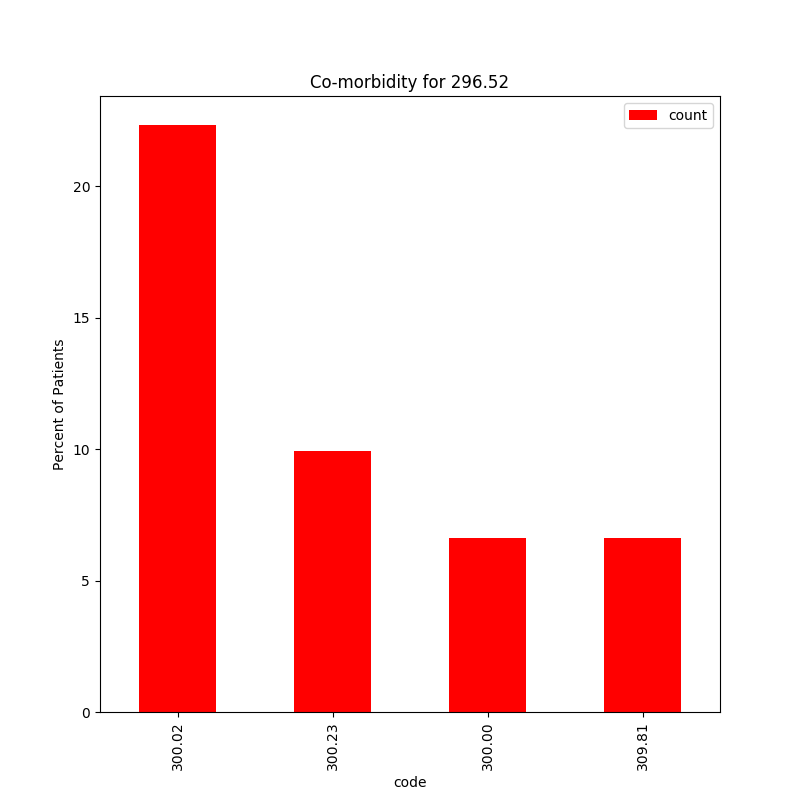 Co-morbidity for 296.52
count
Percent of Patients
20
15
10
5
0
300.02
300.23
300.00
309.81
code